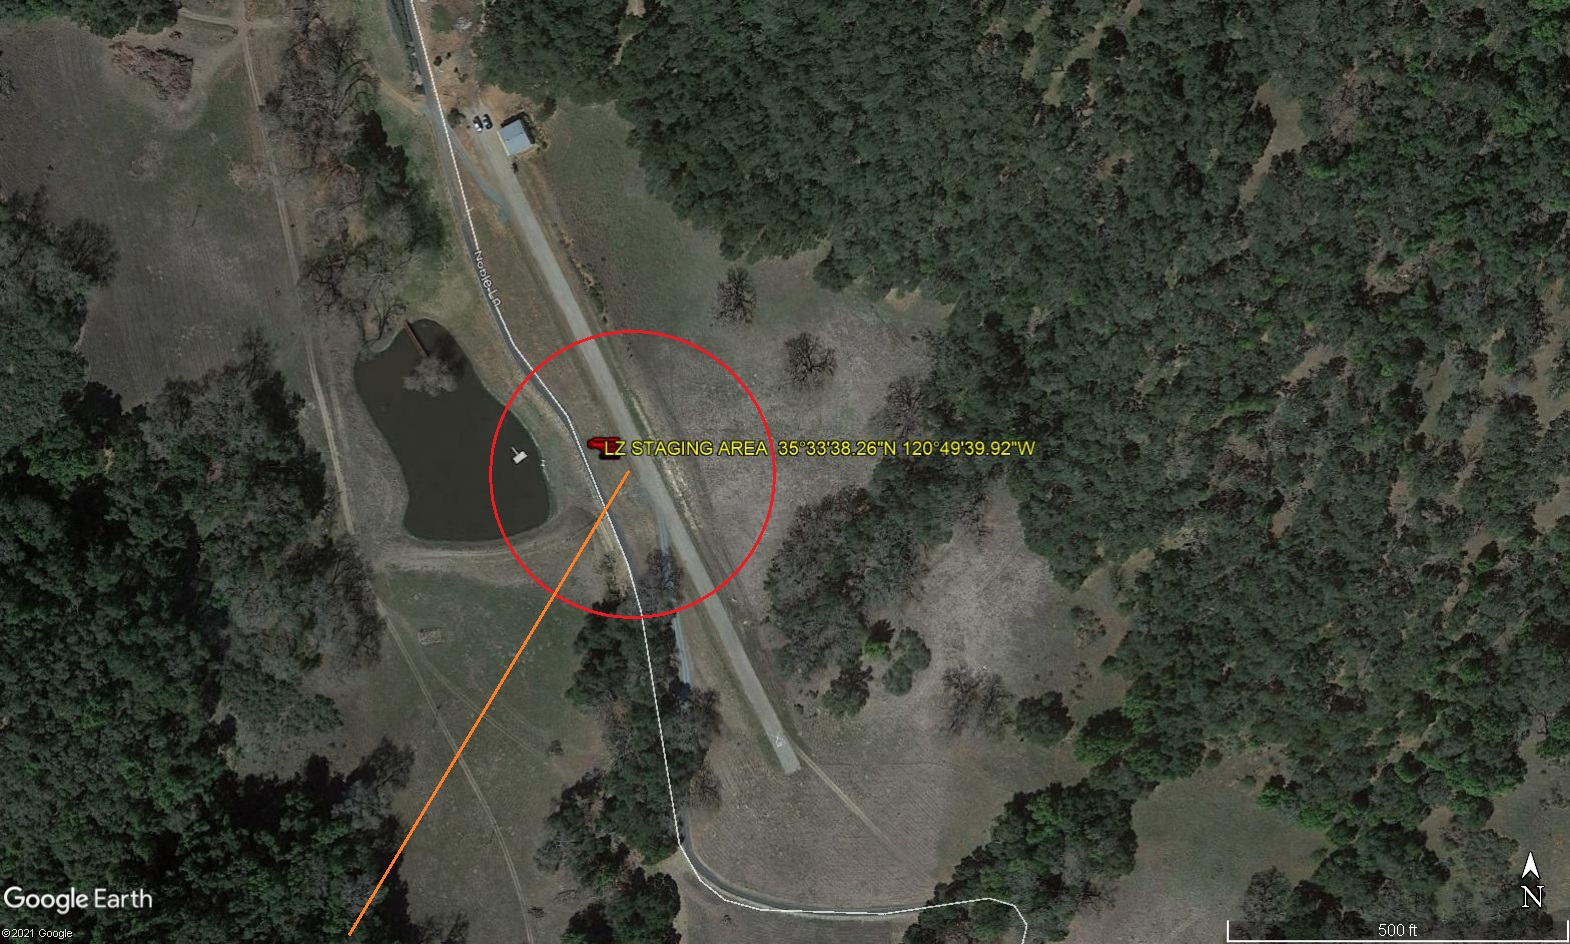 Noble Ln
LZ STAGING AREA 35°33'38.26"N 120°49'39.92"W
Google Earth
©2021 Google
N
500 ft